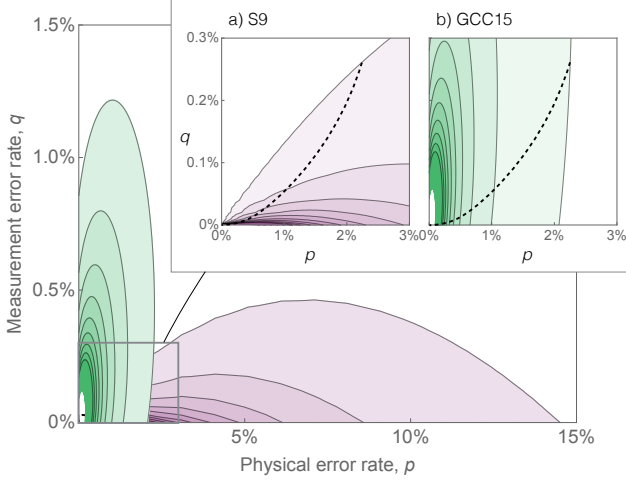 1.5%
1.0%
0.5%
0%
Measurement error rate, q
5%
10%
15%
Physical error rate, p
a) S9
0.3%
0.2%
0.1%
0%
q
0%
1%
2%
3%
p
b) GCC15
0%
1%
2%
3%
p